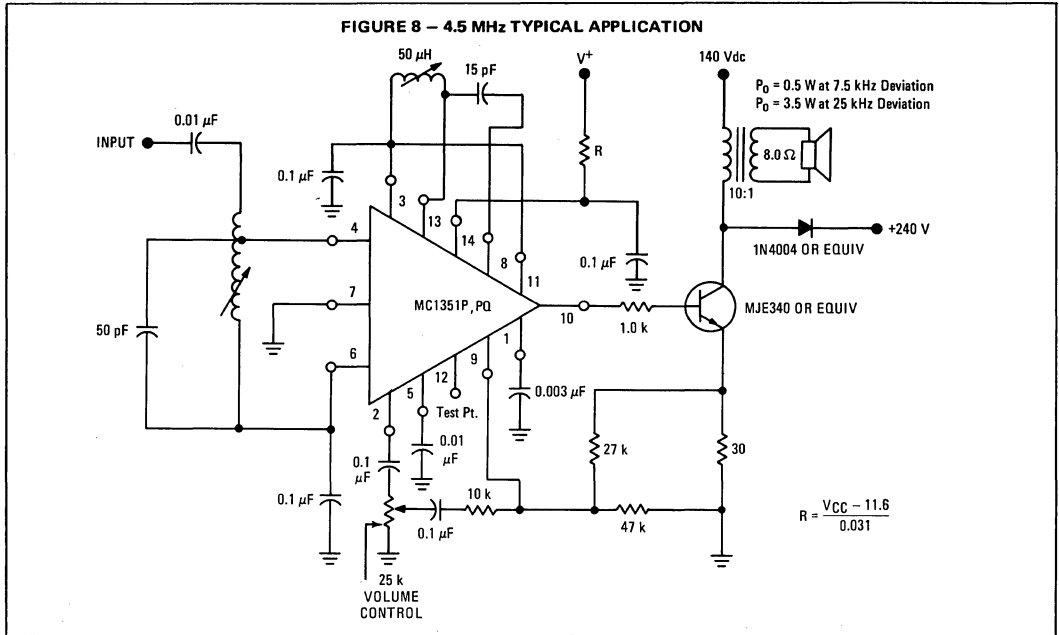 FIGURE 8 – 4.5 MHz TYPICAL APPLICATION
50 µH
15 pF
V+
140 Vdc
P0 = 0.5 W at 7.5 kHz Deviation
P0 = 3.5 W at 25 kHz Deviation
0.01 µF
INPUT
R
8.0 Ω
0.1 µF
10:1
3
13
14
8
11
4
+240 V
1N4004 OR EQUIV
0.1 µF
7
MC1351P, PQ
10
MJE340 OR EQUIV
50 pF
1.0 k
6
1
9
12
5
2
Test Pt.
0.003 µF
0.01
µF
27 k
30
0.1
µF
0.1 µF
10 k
47 k
0.1 µF
R = VCC – 11.6
0.031
25 k
VOLUME
CONTROL